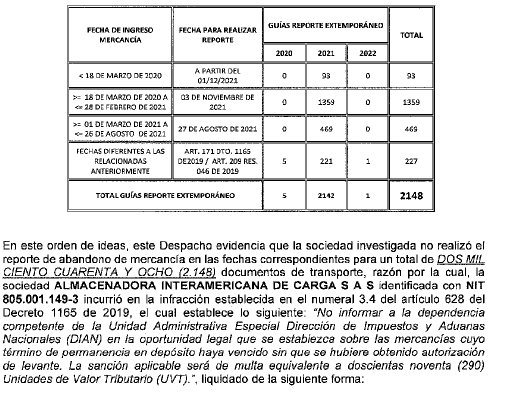 FECHA DE INGRESO MERCANCÍA | FECHA PARA REALIZAR REPORTE | GUÍAS REPORTE EXTEMPORÁNEO | TOTAL
2020 | 2021 | 2022
< 18 DE MARZO DE 2020 | A PARTIR DEL 01/12/2021 | 0 | 93 | 0 | 93
>= 18 DE MARZO DE 2020 A <= 28 DE FEBRERO DE 2021 | 03 DE NOVIEMBRE DE 2021 | 0 | 1359 | 0 | 1359
>= 01 DE MARZO DE 2021 A <= 26 DE AGOSTO DE 2021 | 27 DE AGOSTO DE 2021 | 0 | 469 | 0 | 469
FECHAS DIFERENTES A LAS RELACIONADAS ANTERIORMENTE | ART. 171 DTO. 1165 DE2019 / ART. 209 RES. 046 DE 2019 | 5 | 221 | 1 | 227
TOTAL GUÍAS REPORTE EXTEMPORÁNEO | 5 | 2142 | 1 | 2148
En este orden de ideas, este Despacho evidencia que la sociedad investigada no realizó el
reporte de abandono de mercancía en las fechas correspondientes para un total de DOS MIL
CIENTO CUARENTA Y OCHO (2.148) documentos de transporte, razón por la cual, la
sociedad ALMACENADORA INTERAMERICANA DE CARGA S A S identificada con NIT
805.001.149-3 incurrió en la infracción establecida en el numeral 3.4 del artículo 628 del
Decreto 1165 de 2019, el cual establece lo siguiente: “No informar a la dependencia
competente de la Unidad Administrativa Especial Dirección de Impuestos y Aduanas
Nacionales (DIAN) en la oportunidad legal que se establezca sobre las mercancías cuyo
término de permanencia en depósito haya vencido sin que se hubiere obtenido autorización
de levante. La sanción aplicable será de multa equivalente a doscientas noventa (290)
Unidades de Valor Tributario (UVT).”, liquidado de la siguiente forma: